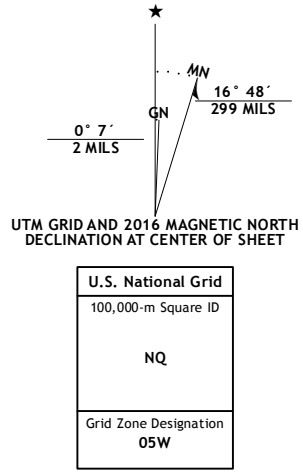 ★
MN
GN
16° 48´
299 MILS
0° 7´
2 MILS
UTM GRID AND 2016 MAGNETIC NORTH
DECLINATION AT CENTER OF SHEET
U.S. National Grid
100,000-m Square ID
NQ
Grid Zone Designation
05W